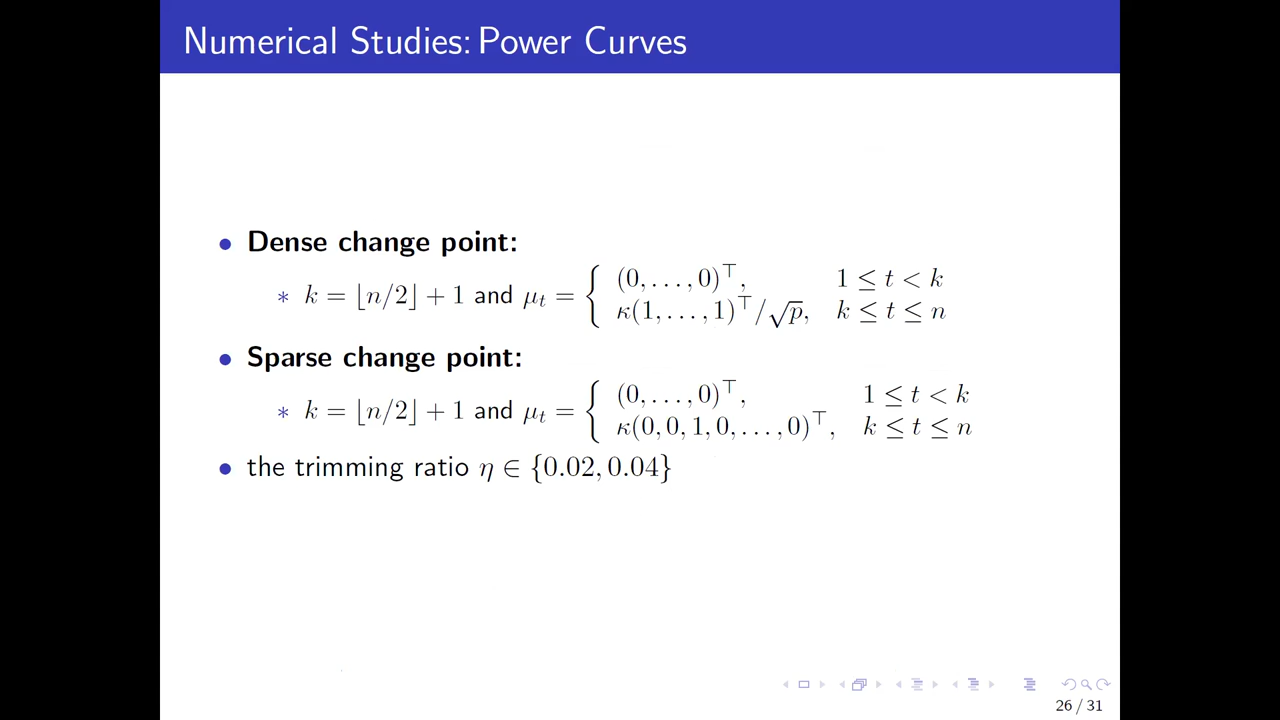 Numerical Studies: Power Curves
• Dense change point:
∗ k = ⌊n/2⌋ + 1 and μₜ = { (0, . . . , 0)⊤, 1 ≤ t < k
κ(1, . . . , 1)⊤/√p, k ≤ t ≤ n
• Sparse change point:
∗ k = ⌊n/2⌋ + 1 and μₜ = { (0, . . . , 0)⊤, 1 ≤ t < k
κ(0, 0, 1, 0, . . . , 0)⊤, k ≤ t ≤ n
• the trimming ratio η ∈ {0.02, 0.04}
26 / 31